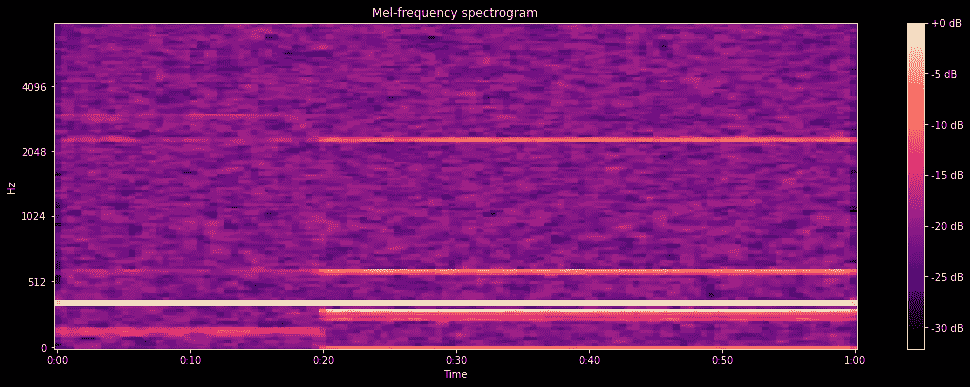 Mel-frequency spectrogram
+0 dB
-5 dB
-10 dB
-15 dB
-20 dB
-25 dB
-30 dB
4096
2048
1024
512
0
Hz
0:00 0:10 0:20 0:30 0:40 0:50 1:00
Time